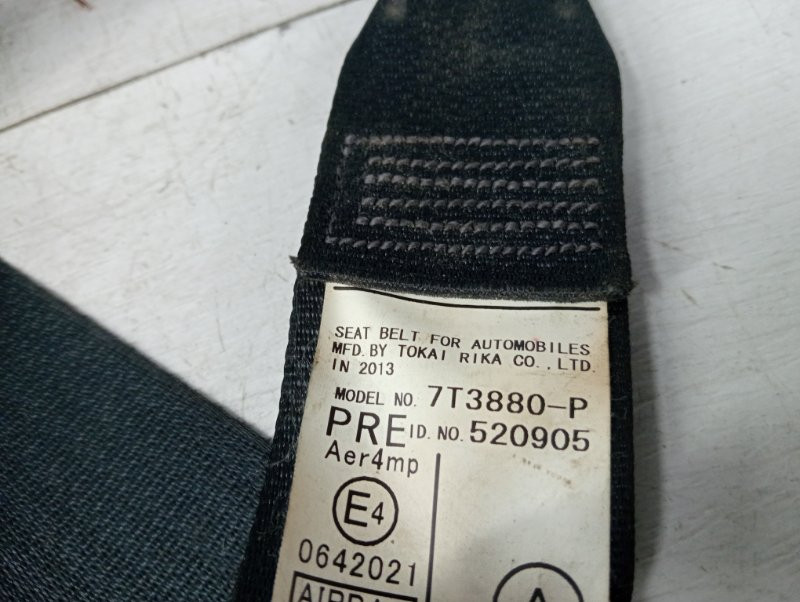 SEAT BELT FOR AUTOMOBILES
MFD. BY TOKAI RIKA CO., LTD.
IN 2013
MODEL NO. 7T3880-P
PRE ID. NO. 520905
Aer4mp
E4
0642021
A